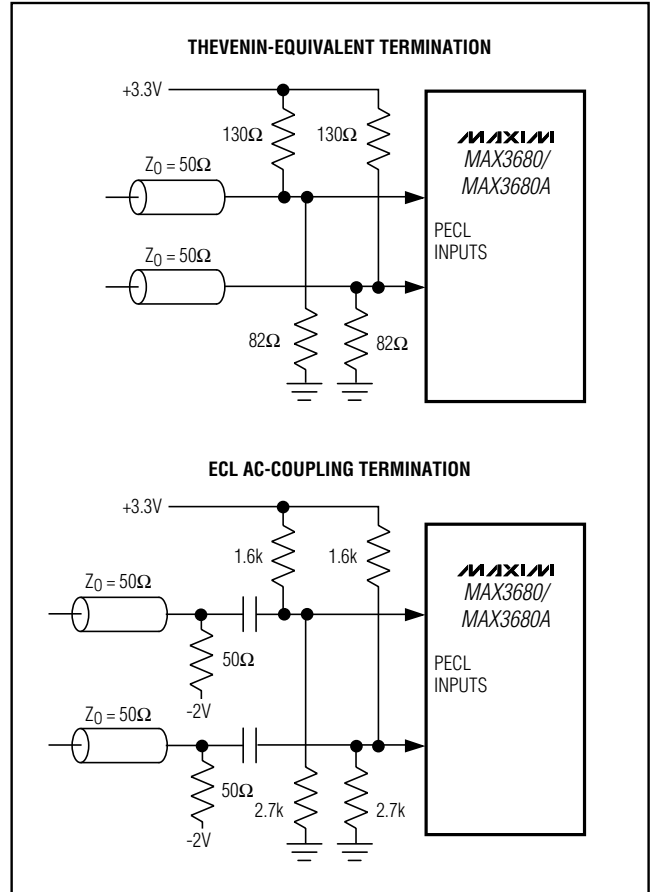 THEVENIN-EQUIVALENT TERMINATION
+3.3V
130Ω 130Ω
MAXIM
MAX3680/
MAX3680A
Z0 = 50Ω
PECL
INPUTS
Z0 = 50Ω
82Ω 82Ω
ECL AC-COUPLING TERMINATION
+3.3V
1.6k 1.6k
MAXIM
MAX3680/
MAX3680A
Z0 = 50Ω
50Ω
PECL
INPUTS
-2V
Z0 = 50Ω
50Ω
2.7k 2.7k
-2V